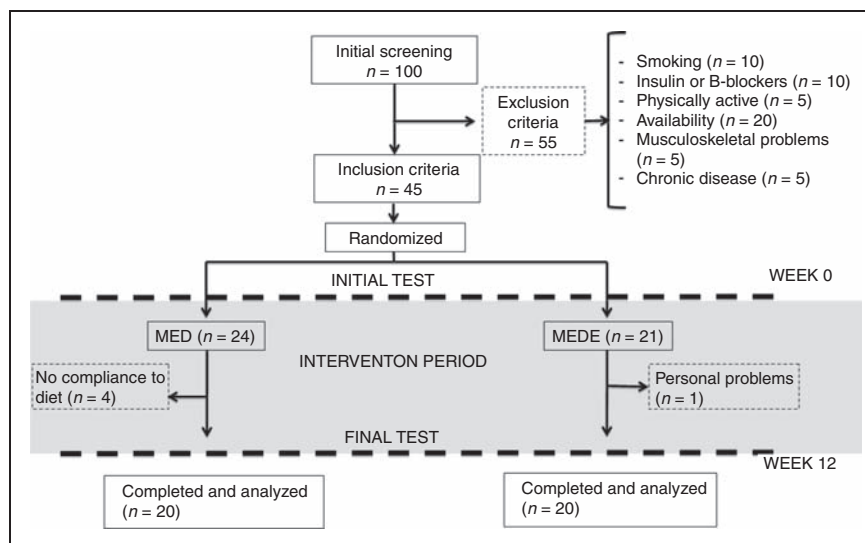 Initial screening
n = 100
Exclusion
criteria
n = 55
- Smoking (n = 10)
- Insulin or B-blockers (n = 10)
- Physically active (n = 5)
- Availability (n = 20)
- Musculoskeletal problems
(n = 5)
- Chronic disease (n = 5)
Inclusion criteria
n = 45
Randomized
INITIAL TEST
WEEK 0
MED (n = 24)
MEDE (n = 21)
INTERVENTON PERIOD
No compliance to
diet (n = 4)
Personal problems
(n = 1)
FINAL TEST
WEEK 12
Completed and analyzed
(n = 20)
Completed and analyzed
(n = 20)